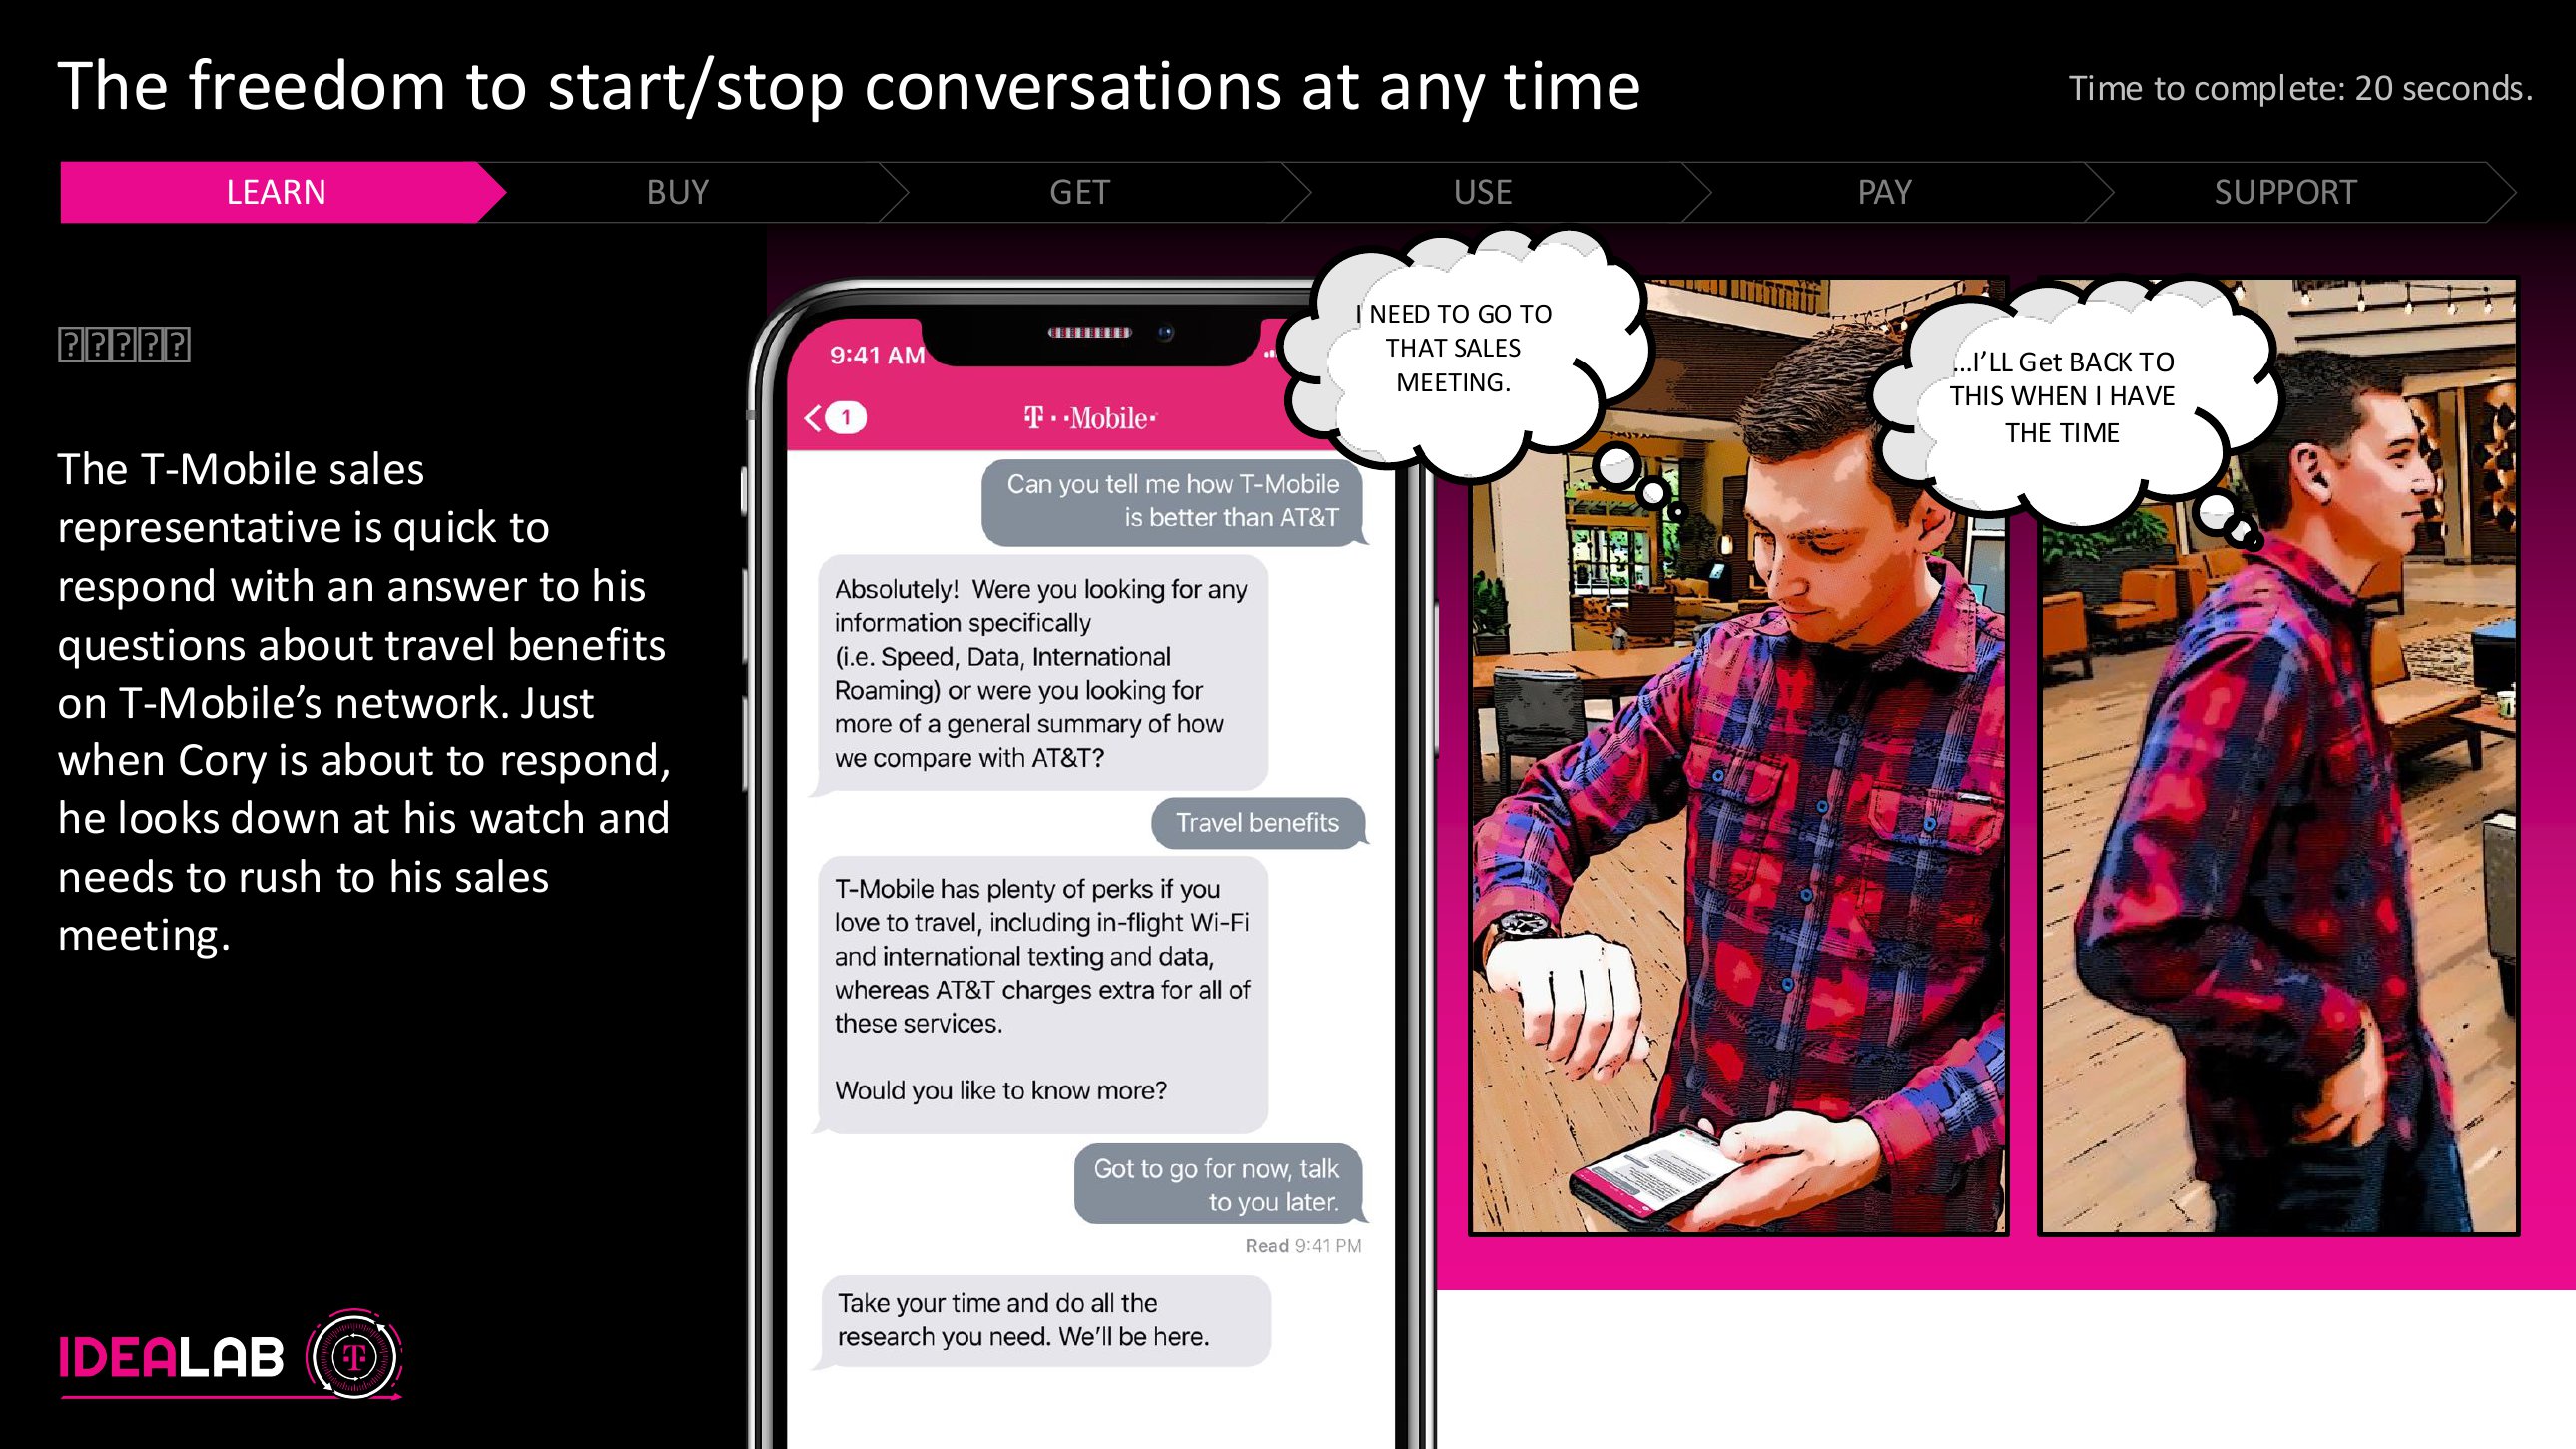 The freedom to start/stop conversations at any time
Time to complete: 20 seconds.
LEARN
BUY
GET
USE
PAY
SUPPORT
The T-Mobile sales
representative is quick to
respond with an answer to his
questions about travel benefits
on T-Mobile’s network. Just
when Cory is about to respond,
he looks down at his watch and
needs to rush to his sales
meeting.
9:41 AM
1
T··Mobile·
Can you tell me how T-Mobile
is better than AT&T
Absolutely!  Were you looking for any
information specifically
(i.e. Speed, Data, International
Roaming) or were you looking for
more of a general summary of how
we compare with AT&T?
Travel benefits
T-Mobile has plenty of perks if you
love to travel, including in-flight Wi-Fi
and international texting and data,
whereas AT&T charges extra for all of
these services.
Would you like to know more?
Got to go for now, talk
to you later.
Read 9:41 PM
Take your time and do all the
research you need. We’ll be here.
I NEED TO GO TO
THAT SALES
MEETING.
...I’LL Get BACK TO
THIS WHEN I HAVE
THE TIME
IDEALAB
T